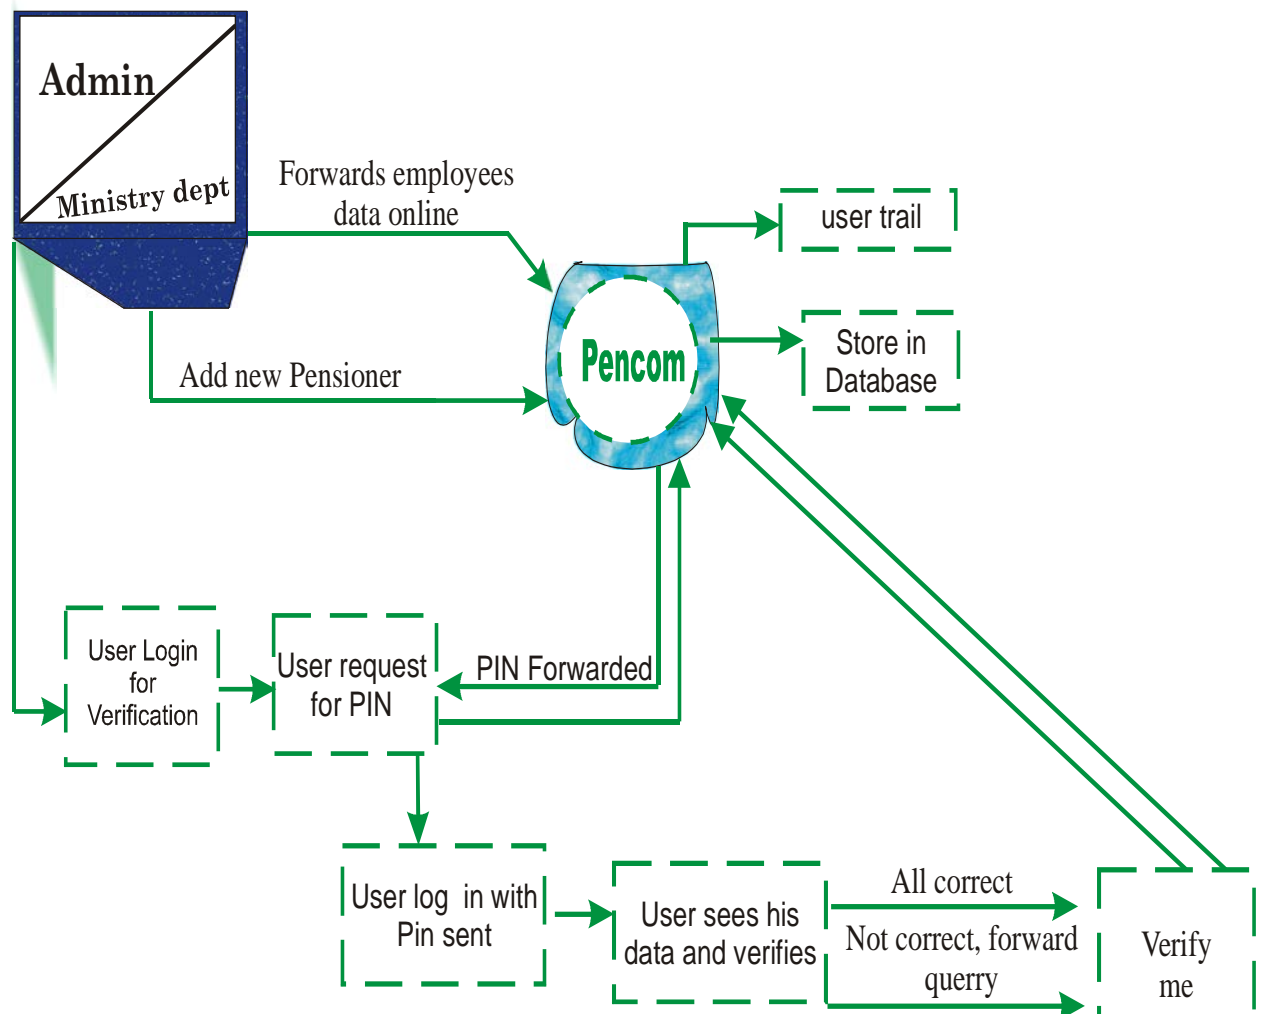 Admin
Ministry dept
Forwards employees
data online
user trail
Store in
Database
Pencom
Add new Pensioner
User Login
for
Verification
User request
for PIN
PIN Forwarded
User log in with
Pin sent
User sees his
data and verifies
All correct
Not correct, forward
querry
Verify
me